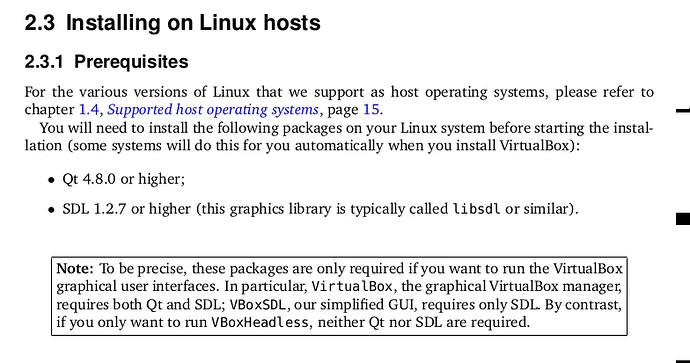 2.3 Installing on Linux hosts
2.3.1 Prerequisites
For the various versions of Linux that we support as host operating systems, please refer to
chapter 1.4, Supported host operating systems, page 15.
You will need to install the following packages on your Linux system before starting the instal-
lation (some systems will do this for you automatically when you install VirtualBox):
• Qt 4.8.0 or higher;
• SDL 1.2.7 or higher (this graphics library is typically called libsdl or similar).
Note: To be precise, these packages are only required if you want to run the VirtualBox
graphical user interfaces. In particular, VirtualBox, the graphical VirtualBox manager,
requires both Qt and SDL; VBoxSDL, our simplified GUI, requires only SDL. By contrast,
if you only want to run VBoxHeadless, neither Qt nor SDL are required.